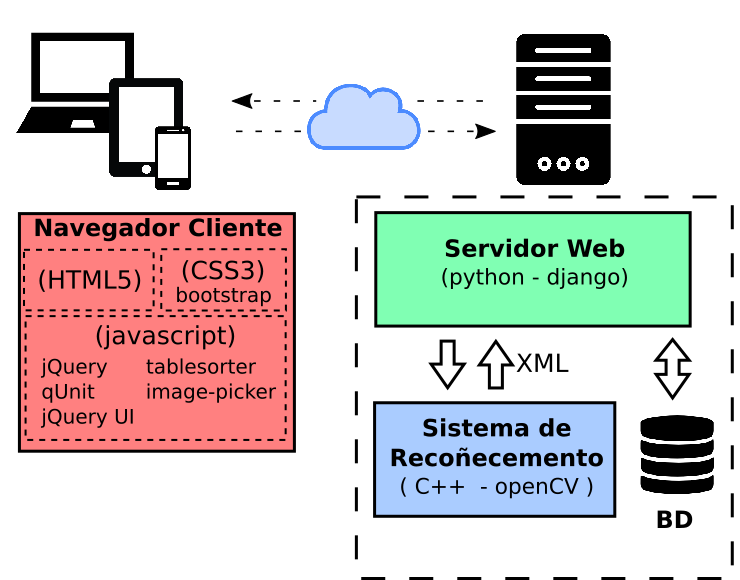 Navegador Cliente
(HTML5)
(CSS3)
bootstrap
(javascript)
jQuery tablesorter
qUnit image-picker
jQuery UI
Servidor Web
(python - django)
XML
Sistema de
Recoñecemento
( C++ - openCV )
BD